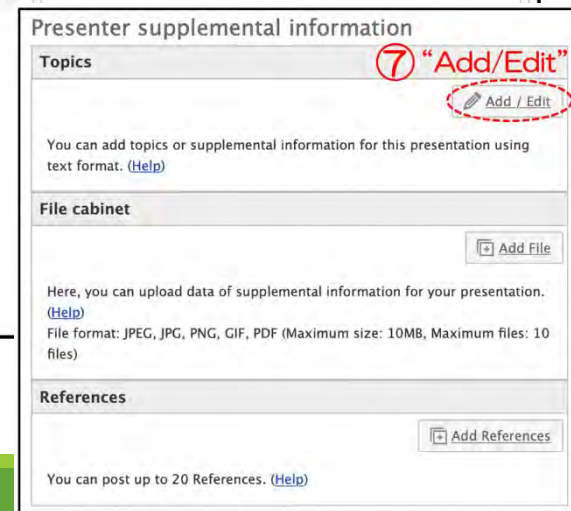 Presenter supplemental information
Topics
⑦ “Add/Edit”
Add / Edit
You can add topics or supplemental information for this presentation using
text format. (Help)
File cabinet
Add File
Here, you can upload data of supplemental information for your presentation.
(Help)
File format: JPEG, JPG, PNG, GIF, PDF (Maximum size: 10MB, Maximum files: 10
files)
References
Add References
You can post up to 20 References. (Help)